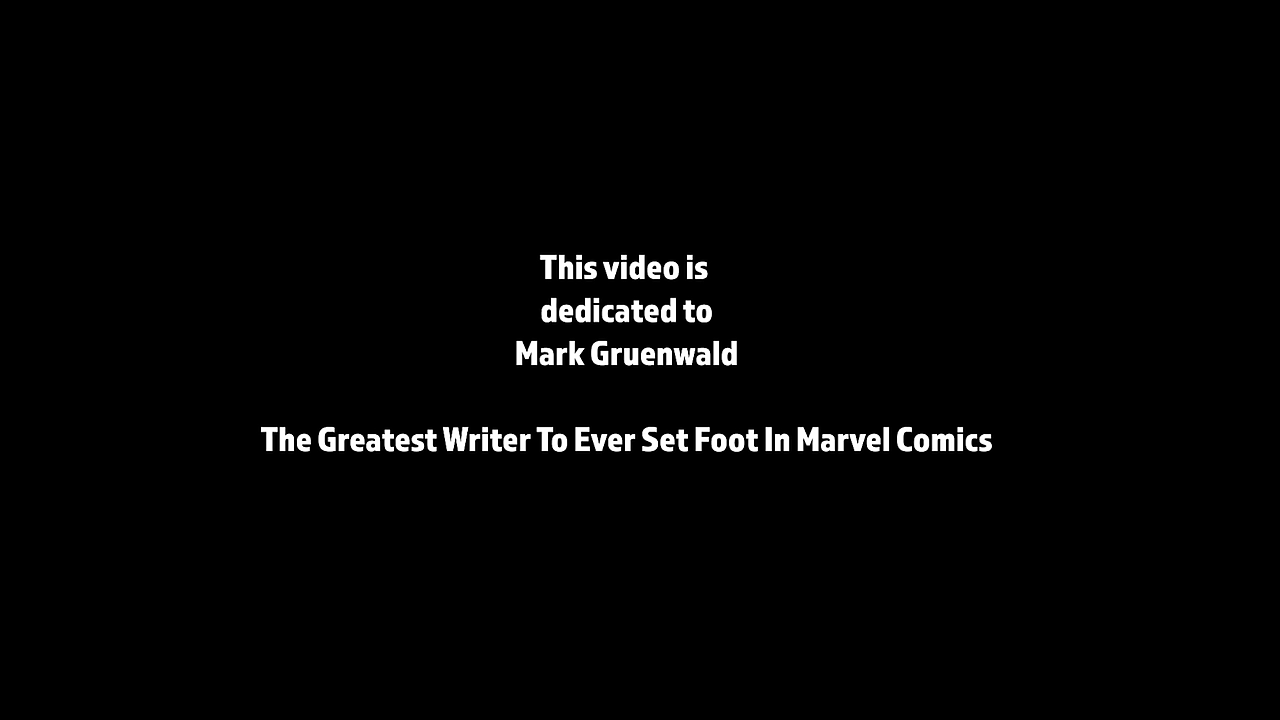 This video is
dedicated to
Mark Gruenwald
The Greatest Writer To Ever Set Foot In Marvel Comics